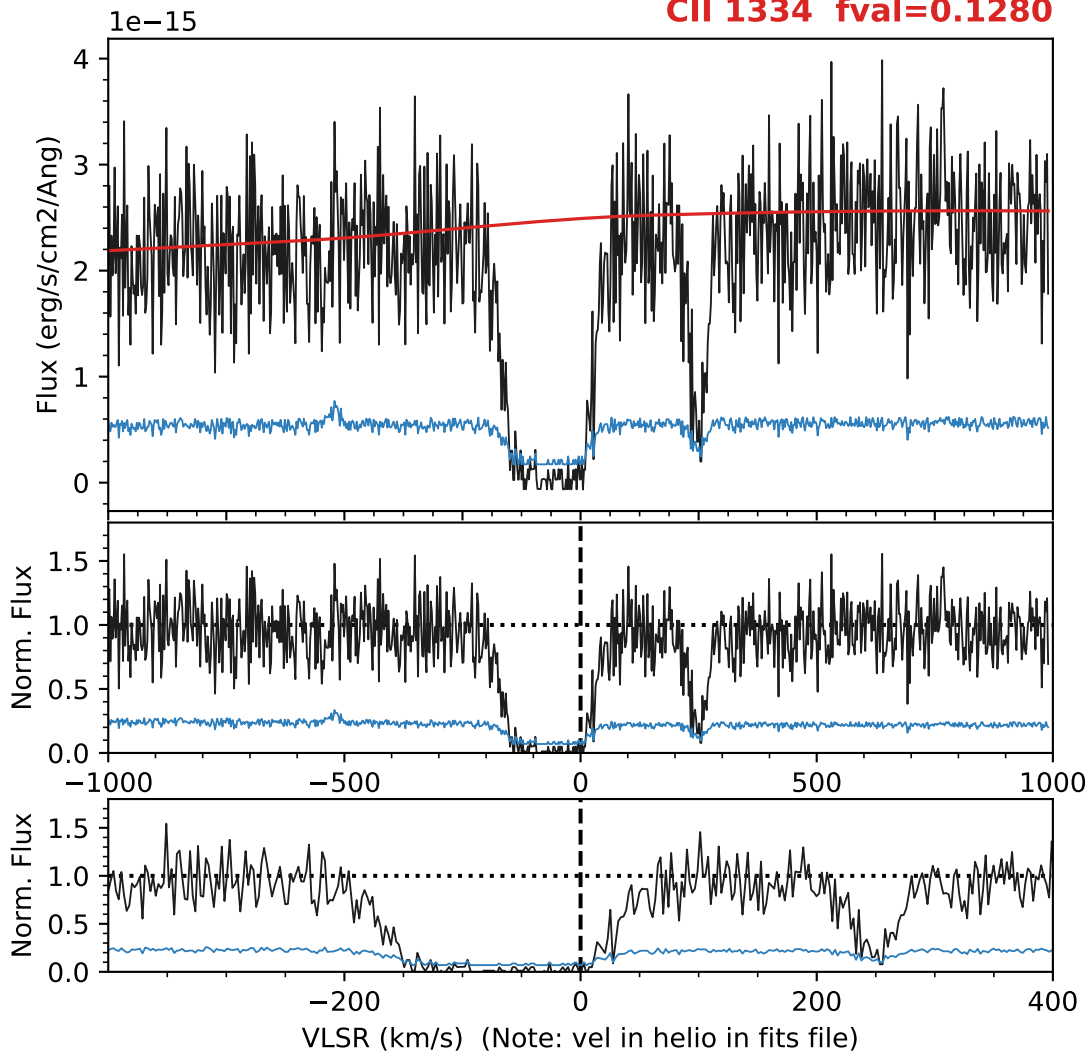 CII 1334 fval=0.1280
1e−15
4
3
2
1
0
Flux (erg/s/cm2/Ang)
1.5
1.0
0.5
0.0
Norm. Flux
−1000 −500 0 500 1000
1.5
1.0
0.5
0.0
Norm. Flux
−200 0 200 400
VLSR (km/s) (Note: vel in helio in fits file)